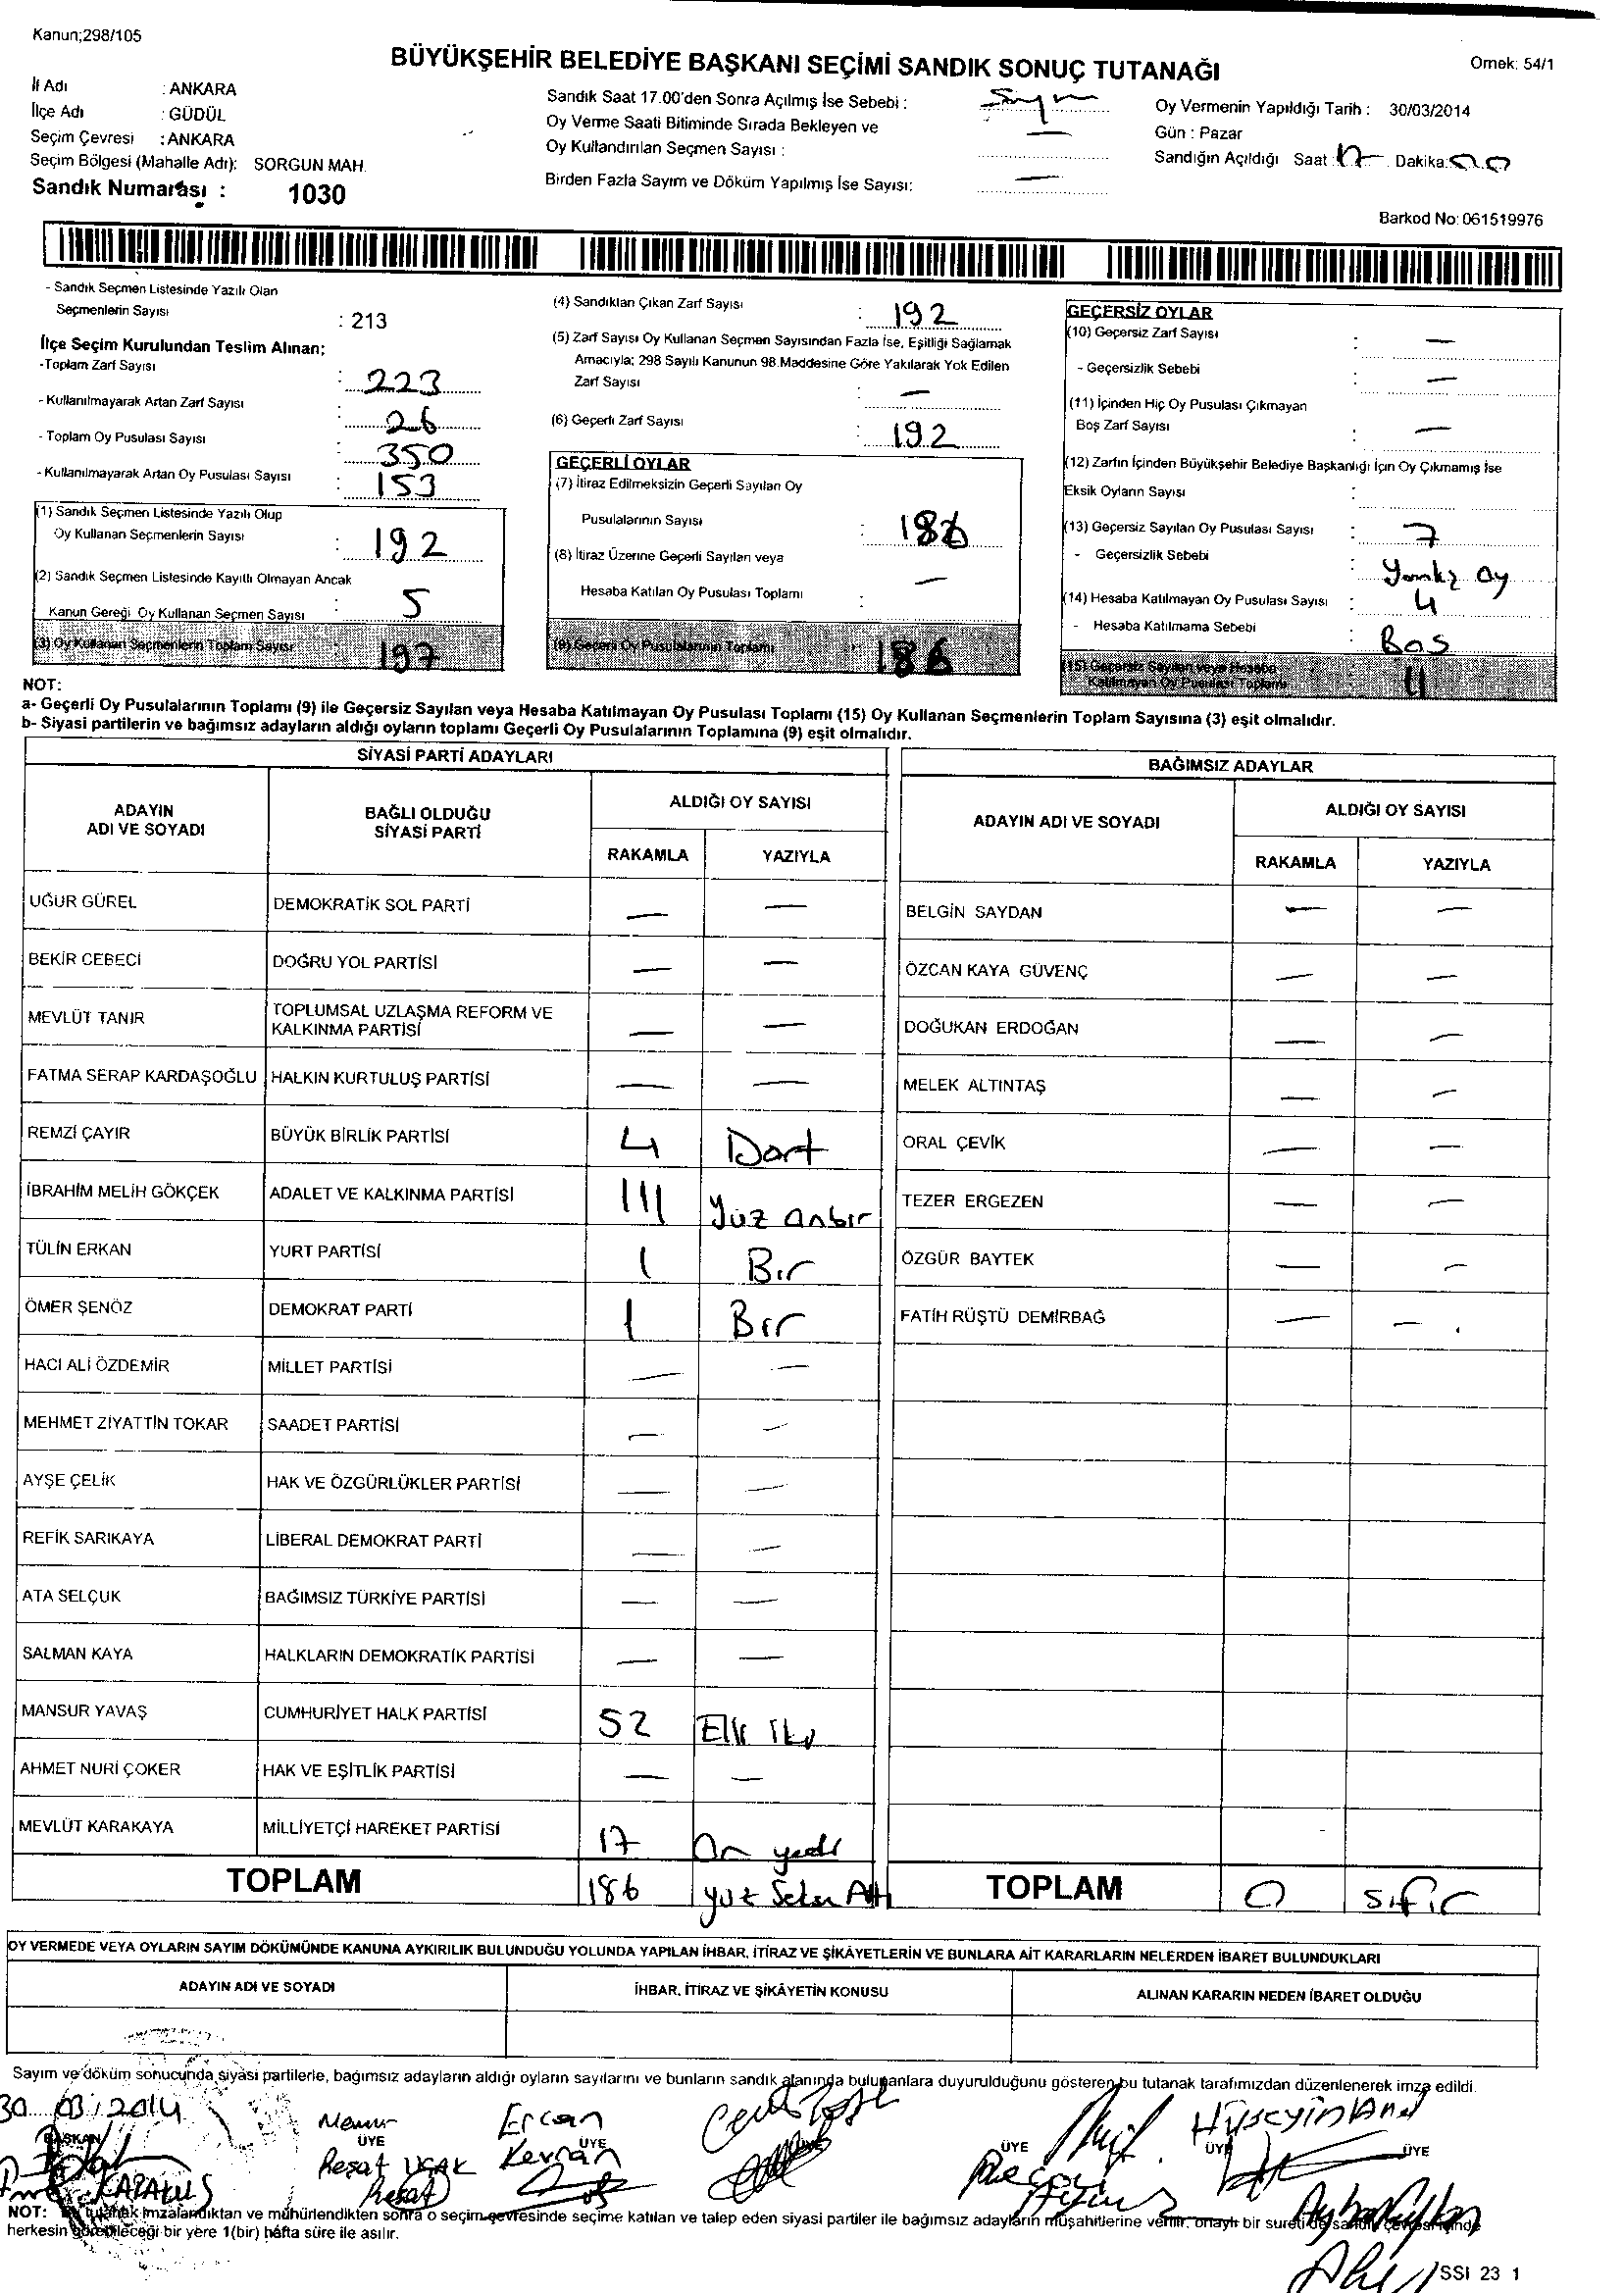 Kanun;298/105
BÜYÜKŞEHİR BELEDİYE BAŞKANI SEÇİMİ SANDIK SONUÇ TUTANAĞI
Örnek: 54/1
İl Adı : ANKARA
İlçe Adı : GÜDÜL
Seçim Çevresi : ANKARA
Seçim Bölgesi (Mahalle Adı): SORGUN MAH.
Sandık Numarası : 1030
Sandık Saat 17.00'den Sonra Açılmış İse Sebebi :
Oy Verme Saati Bitiminde Sırada Bekleyen ve
Oy Kullandırılan Seçmen Sayısı : —
Birden Fazla Sayım ve Döküm Yapılmış İse Sayısı: —
Oy Vermenin Yapıldığı Tarih : 30/03/2014
Gün : Pazar
Sandığın Açıldığı Saat : 17 Dakika: 00
Barkod No: 061519976
- Sandık Seçmen Listesinde Yazılı Olan
Seçmenlerin Sayısı : 213
İlçe Seçim Kurulundan Teslim Alınan;
-Toplam Zarf Sayısı : 223
- Kullanılmayarak Artan Zarf Sayısı : 26
- Toplam Oy Pusulası Sayısı : 350
- Kullanılmayarak Artan Oy Pusulası Sayısı : 153
(1) Sandık Seçmen Listesinde Yazılı Olup
Oy Kullanan Seçmenlerin Sayısı : 192
(2) Sandık Seçmen Listesinde Kayıtlı Olmayan Ancak
Kanun Gereği Oy Kullanan Seçmen Sayısı : 5
(3) Oy Kullanan Seçmenlerin Toplam Sayısı 197
(4) Sandıktan Çıkan Zarf Sayısı : 192
(5) Zarf Sayısı Oy Kullanan Seçmen Sayısından Fazla İse, Eşitliği Sağlamak
Amacıyla; 298 Sayılı Kanunun 98.Maddesine Göre Yakılarak Yok Edilen
Zarf Sayısı : —
(6) Geçerli Zarf Sayısı : 192
GEÇERLİ OYLAR
(7) İtiraz Edilmeksizin Geçerli Sayılan Oy
Pusulalarının Sayısı : 186
(8) İtiraz Üzerine Geçerli Sayılan veya
Hesaba Katılan Oy Pusulası Toplamı : —
(9) Geçerli Oy Pusulalarının Toplamı 186
GEÇERSİZ OYLAR
(10) Geçersiz Zarf Sayısı : —
- Geçersizlik Sebebi : —
(11) İçinden Hiç Oy Pusulası Çıkmayan
Boş Zarf Sayısı : —
(12) Zarfın İçinden Büyükşehir Belediye Başkanlığı İçin Oy Çıkmamış İse
Eksik Oyların Sayısı :
(13) Geçersiz Sayılan Oy Pusulası Sayısı : 7
- Geçersizlik Sebebi : Oy
(14) Hesaba Katılmayan Oy Pusulası Sayısı : 4
- Hesaba Katılmama Sebebi : Bos
(15) Geçersiz Sayılan veya Hesaba
Katılmayan Oy Pusulası Toplamı 11
NOT:
a- Geçerli Oy Pusulalarının Toplamı (9) ile Geçersiz Sayılan veya Hesaba Katılmayan Oy Pusulası Toplamı (15) Oy Kullanan Seçmenlerin Toplam Sayısına (3) eşit olmalıdır.
b- Siyasi partilerin ve bağımsız adayların aldığı oyların toplamı Geçerli Oy Pusulalarının Toplamına (9) eşit olmalıdır.
SİYASİ PARTİ ADAYLARI
ADAYIN ADI VE SOYADI BAĞLI OLDUĞU SİYASİ PARTİ ALDIĞI OY SAYISI
RAKAMLA YAZIYLA
UĞUR GÜREL DEMOKRATİK SOL PARTİ — —
BEKİR CEBECİ DOĞRU YOL PARTİSİ — —
MEVLÜT TANIR TOPLUMSAL UZLAŞMA REFORM VE KALKINMA PARTİSİ — —
FATMA SERAP KARDAŞOĞLU HALKIN KURTULUŞ PARTİSİ — —
REMZİ ÇAYIR BÜYÜK BİRLİK PARTİSİ 4 Dört
İBRAHİM MELİH GÖKÇEK ADALET VE KALKINMA PARTİSİ 111 Yüz onbir
TÜLİN ERKAN YURT PARTİSİ 1 Bir
ÖMER ŞENÖZ DEMOKRAT PARTİ 1 Bir
HACI ALİ ÖZDEMİR MİLLET PARTİSİ — —
MEHMET ZİYATTİN TOKAR SAADET PARTİSİ — —
AYŞE ÇELİK HAK VE ÖZGÜRLÜKLER PARTİSİ — —
REFİK SARIKAYA LİBERAL DEMOKRAT PARTİ — —
ATA SELÇUK BAĞIMSIZ TÜRKİYE PARTİSİ — —
SALMAN KAYA HALKLARIN DEMOKRATİK PARTİSİ — —
MANSUR YAVAŞ CUMHURİYET HALK PARTİSİ 52 Elli iki
AHMET NURİ ÇOKER HAK VE EŞİTLİK PARTİSİ — —
MEVLÜT KARAKAYA MİLLİYETÇİ HAREKET PARTİSİ 17 On yedi
TOPLAM 186 yüz Seksen Altı
BAĞIMSIZ ADAYLAR
ADAYIN ADI VE SOYADI ALDIĞI OY SAYISI
RAKAMLA YAZIYLA
BELGİN SAYDAN — —
ÖZCAN KAYA GÜVENÇ — —
DOĞUKAN ERDOĞAN — —
MELEK ALTINTAŞ — —
ORAL ÇEVİK — —
TEZER ERGEZEN — —
ÖZGÜR BAYTEK — —
FATİH RÜŞTÜ DEMİRBAĞ — —
TOPLAM 0 sıfır
OY VERMEDE VEYA OYLARIN SAYIM DÖKÜMÜNDE KANUNA AYKIRILIK BULUNDUĞU YOLUNDA YAPILAN İHBAR, İTİRAZ VE ŞİKÂYETLERİN VE BUNLARA AİT KARARLARIN NELERDEN İBARET BULUNDUKLARI
ADAYIN ADI VE SOYADI İHBAR, İTİRAZ VE ŞİKÂYETİN KONUSU ALINAN KARARIN NEDEN İBARET OLDUĞU
Sayım ve döküm sonucunda siyasi partilerle, bağımsız adayların aldığı oyların sayılarını ve bunların sandık alanında bulunanlara duyurulduğunu gösteren bu tutanak tarafımızdan düzenlenerek imza edildi.
30 03/2014
Memur Ercan
BAŞKAN ÜYE ÜYE ÜYE ÜYE ÜYE
Reşat UÇAK Kevran
NOT: Bu tutanak imzalandıktan ve mühürlendikten sonra o seçim çevresinde seçime katılan ve talep eden siyasi partiler ile bağımsız adayların müşahitlerine verilir, onaylı bir sureti de sandık çevresi içinde
herkesin görebileceği bir yere 1(bir) hafta süre ile asılır.
SSI 23 1